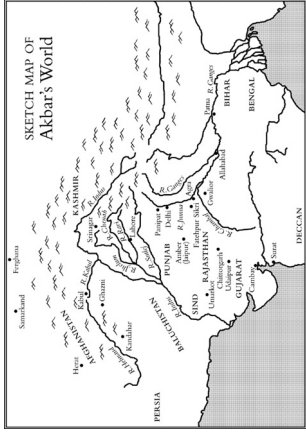 SKETCH MAP OF
Akbar's World
Ferghana
Samarkand
KASHMIR
R. Indus
Srinagar
R. Chenab
R. Ravi
Lahore
R. Jhelum
R. Sutlej
PUNJAB
R. Kabul
Kabul
Ghazni
AFGHANISTAN
Herat
Kandahar
R. Helmand
BALUCHISTAN
R. Indus
PERSIA
SIND
Umarkot
RAJASTHAN
Panipat
Delhi
Amber
(Jaipur)
R. Jumna
Agra
Fatehpur Sikri
Gwalior
R. Ganges
Allahabad
Patna
R. Ganges
BIHAR
BENGAL
Chittorgarh
Udaipur
GUJARAT
Cambay
Surat
DECCAN